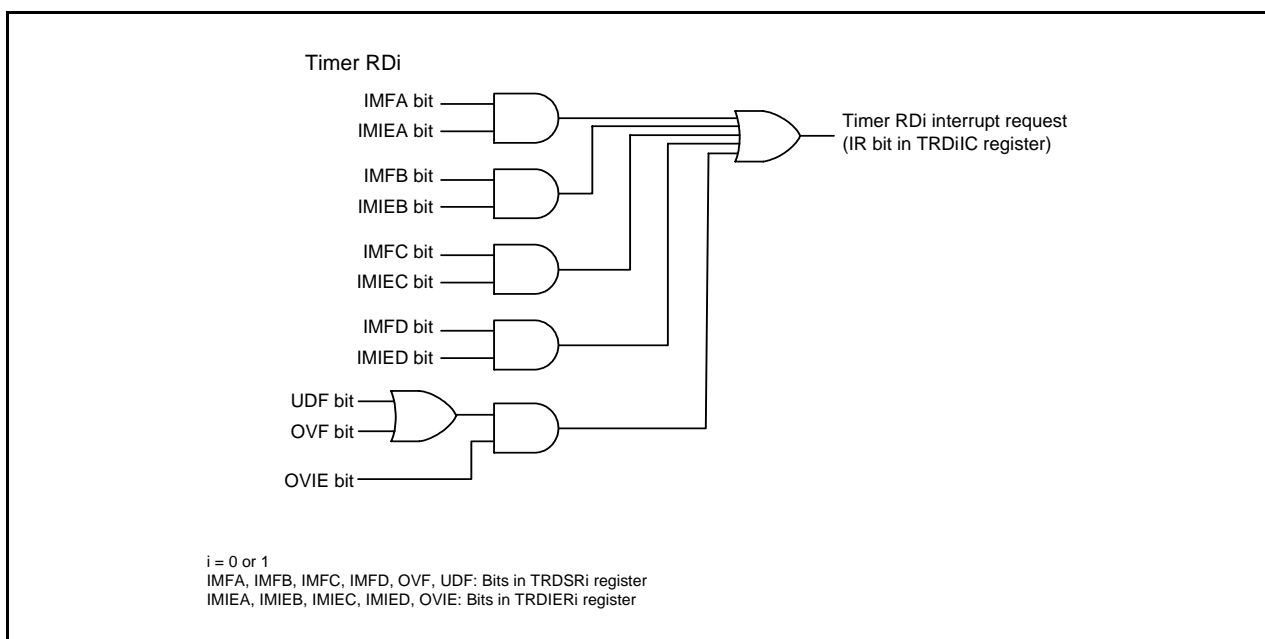 Timer RDi
IMFA bit
IMIEA bit
Timer RDi interrupt request
(IR bit in TRDiIC register)
IMFB bit
IMIEB bit
IMFC bit
IMIEC bit
IMFD bit
IMIED bit
UDF bit
OVF bit
OVIE bit
i = 0 or 1
IMFA, IMFB, IMFC, IMFD, OVF, UDF: Bits in TRDSRi register
IMIEA, IMIEB, IMIEC, IMIED, OVIE: Bits in TRDIERi register